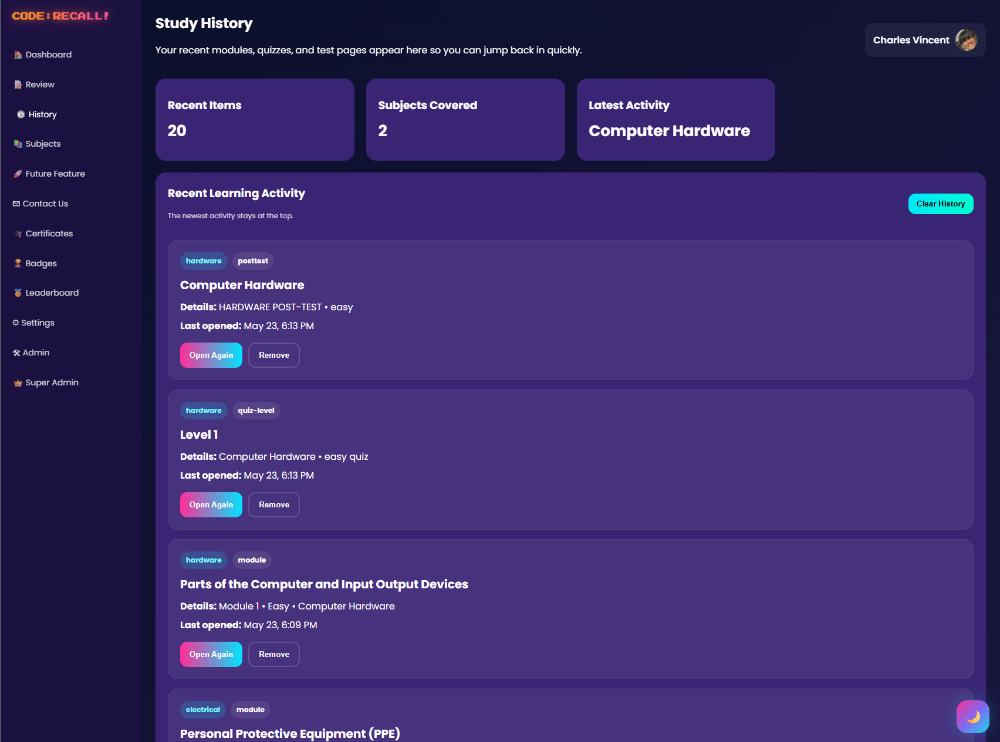 CODE:RECALL!
Dashboard
Review
History
Subjects
Future Feature
Contact Us
Certificates
Badges
Leaderboard
Settings
Admin
Super Admin
Study History
Your recent modules, quizzes, and test pages appear here so you can jump back in quickly.
Charles Vincent
Recent Items
20
Subjects Covered
2
Latest Activity
Computer Hardware
Recent Learning Activity
The newest activity stays at the top.
Clear History
hardware posttest
Computer Hardware
Details: HARDWARE POST-TEST • easy
Last opened: May 23, 6:13 PM
Open Again Remove
hardware quiz-level
Level 1
Details: Computer Hardware • easy quiz
Last opened: May 23, 6:13 PM
Open Again Remove
hardware module
Parts of the Computer and Input Output Devices
Details: Module 1 • Easy • Computer Hardware
Last opened: May 23, 6:09 PM
Open Again Remove
electrical module
Personal Protective Equipment (PPE)